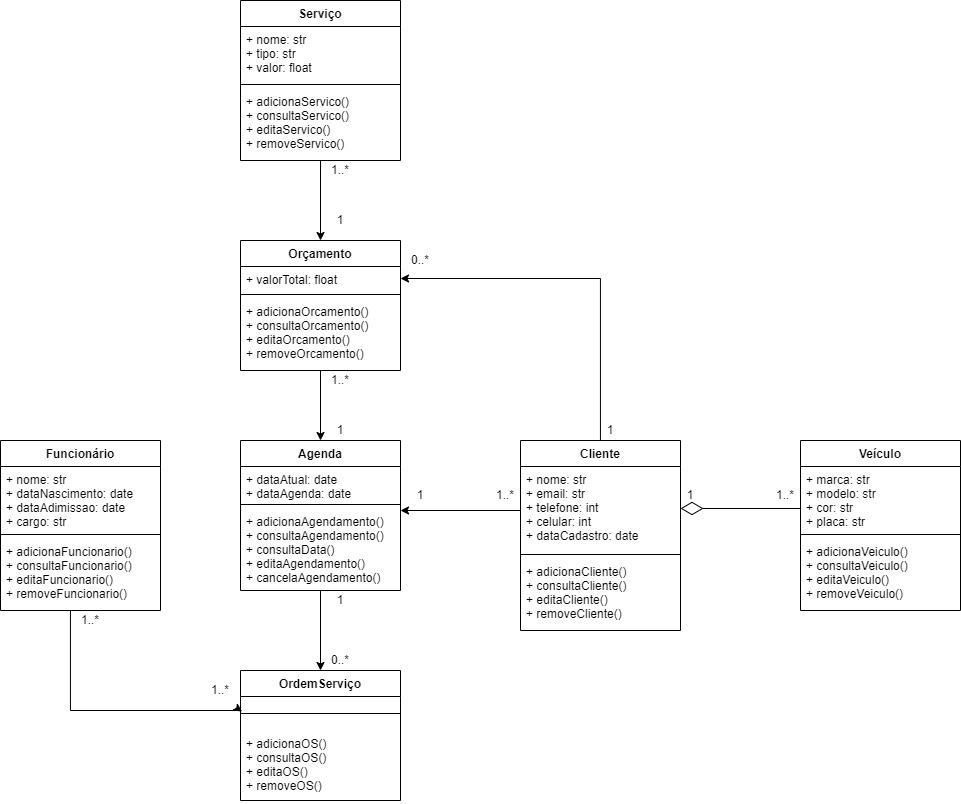 Serviço
+ nome: str
+ tipo: str
+ valor: float
+ adicionaServico()
+ consultaServico()
+ editaServico()
+ removeServico()
1..*
1
Orçamento
+ valorTotal: float
+ adicionaOrcamento()
+ consultaOrcamento()
+ editaOrcamento()
+ removeOrcamento()
0..*
1..*
1
1
Funcionário
+ nome: str
+ dataNascimento: date
+ dataAdimissao: date
+ cargo: str
+ adicionaFuncionario()
+ consultaFuncionario()
+ editaFuncionario()
+ removeFuncionario()
1..*
Agenda
+ dataAtual: date
+ dataAgenda: date
+ adicionaAgendamento()
+ consultaAgendamento()
+ consultaData()
+ editaAgendamento()
+ cancelaAgendamento()
1
1..*
Cliente
+ nome: str
+ email: str
+ telefone: int
+ celular: int
+ dataCadastro: date
+ adicionaCliente()
+ consultaCliente()
+ editaCliente()
+ removeCliente()
1
1..*
Veículo
+ marca: str
+ modelo: str
+ cor: str
+ placa: str
+ adicionaVeiculo()
+ consultaVeiculo()
+ editaVeiculo()
+ removeVeiculo()
1
0..*
1..*
OrdemServiço
+ adicionaOS()
+ consultaOS()
+ editaOS()
+ removeOS()